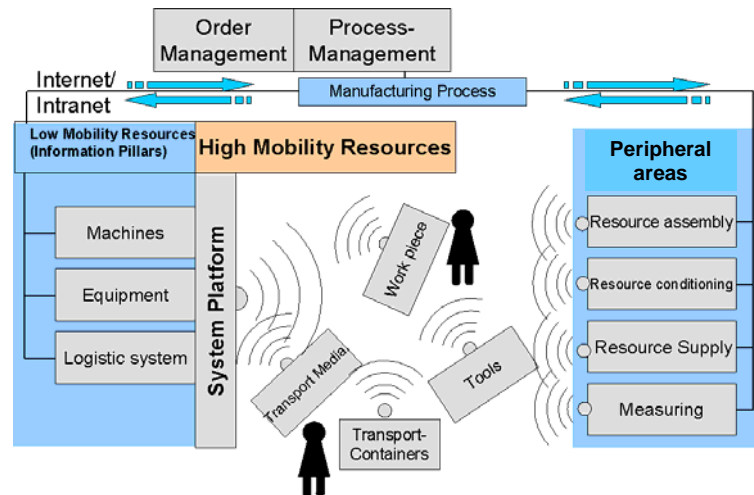 Order
Management
Process-
Management
Internet/
Intranet
Manufacturing Process
Low Mobility Resources
(Information Pillars)
High Mobility Resources
Peripheral
areas
Machines
Equipment
Logistic system
System Platform
Work piece
Transport Media,
Transport-
Containers
Tools
Resource assembly
Resource conditioning
Resource Supply
Measuring